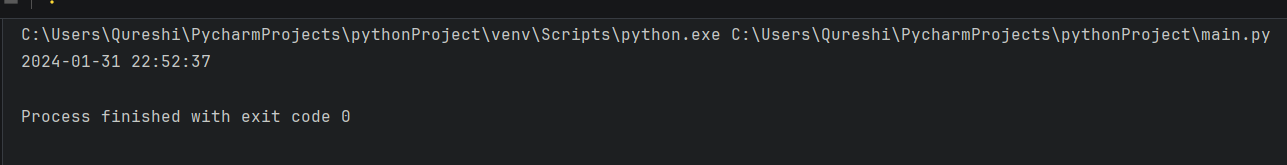 C:\Users\Qureshi\PycharmProjects\pythonProject\venv\Scripts\python.exe C:\Users\Qureshi\PycharmProjects\pythonProject\main.py
2024-01-31 22:52:37
Process finished with exit code 0